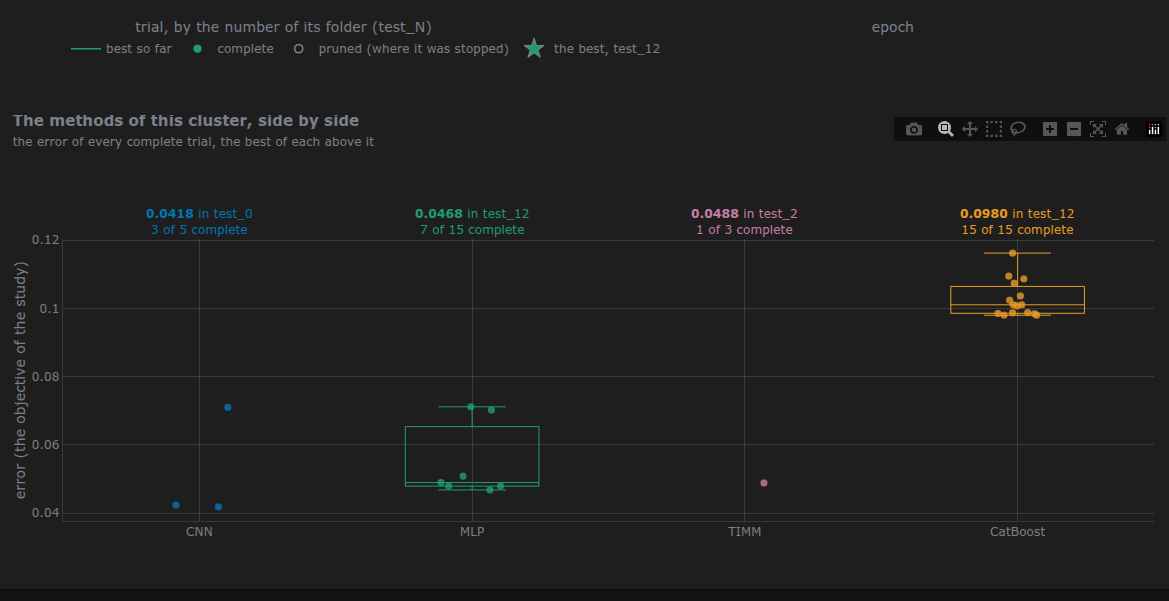 trial, by the number of its folder (test_N)
epoch
best so far
complete
pruned (where it was stopped)
the best, test_12
The methods of this cluster, side by side
the error of every complete trial, the best of each above it
0.0418 in test_0
3 of 5 complete
0.0468 in test_12
7 of 15 complete
0.0488 in test_2
1 of 3 complete
0.0980 in test_12
15 of 15 complete
error (the objective of the study)
0.12
0.1
0.08
0.06
0.04
CNN
MLP
TIMM
CatBoost